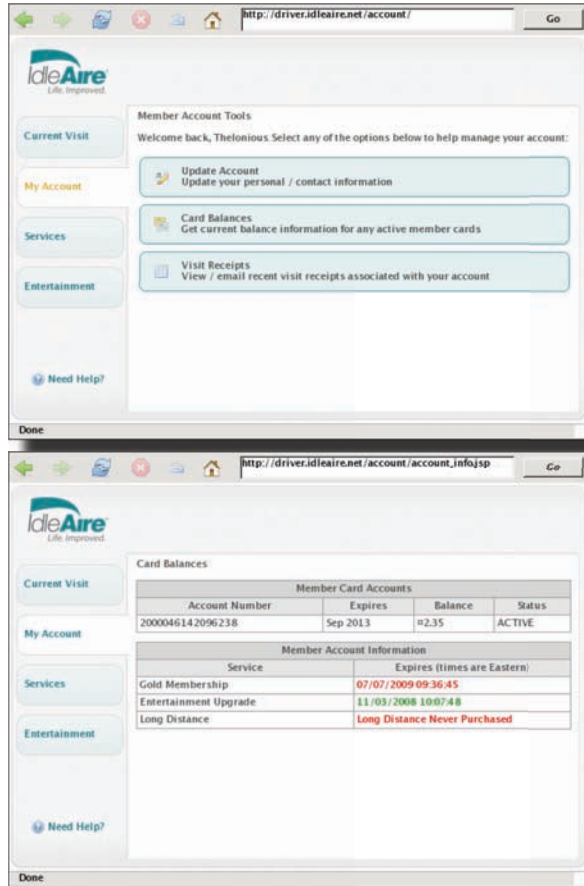 http://driver.idleaire.net/account/
Go
IdleAire
Life. Improved.
Member Account Tools
Current Visit
Welcome back, Thelonious Select any of the options below to help manage your account:
Update Account
Update your personal / contact information
My Account
Card Balances
Get current balance information for any active member cards
Services
Visit Receipts
View / email recent visit receipts associated with your account
Entertainment
Need Help?
Done
http://driver.idleaire.net/account/account_info.jsp
Go
IdleAire
Life. Improved.
Card Balances
Current Visit
Member Card Accounts
Account Number Expires Balance Status
2000046142096238 Sep 2013 ¤2.35 ACTIVE
My Account
Member Account Information
Service Expires (times are Eastern)
Services
Gold Membership 07/07/2009 09:36:45
Entertainment Upgrade 11/03/2008 10:07:48
Long Distance Long Distance Never Purchased
Entertainment
Need Help?
Done